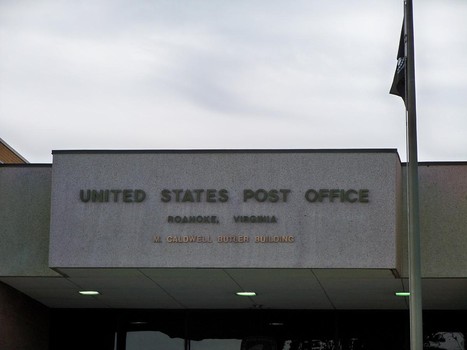 UNITED STATES POST OFFICE
ROANOKE, VIRGINIA
M. CALDWELL BUTLER BUILDING